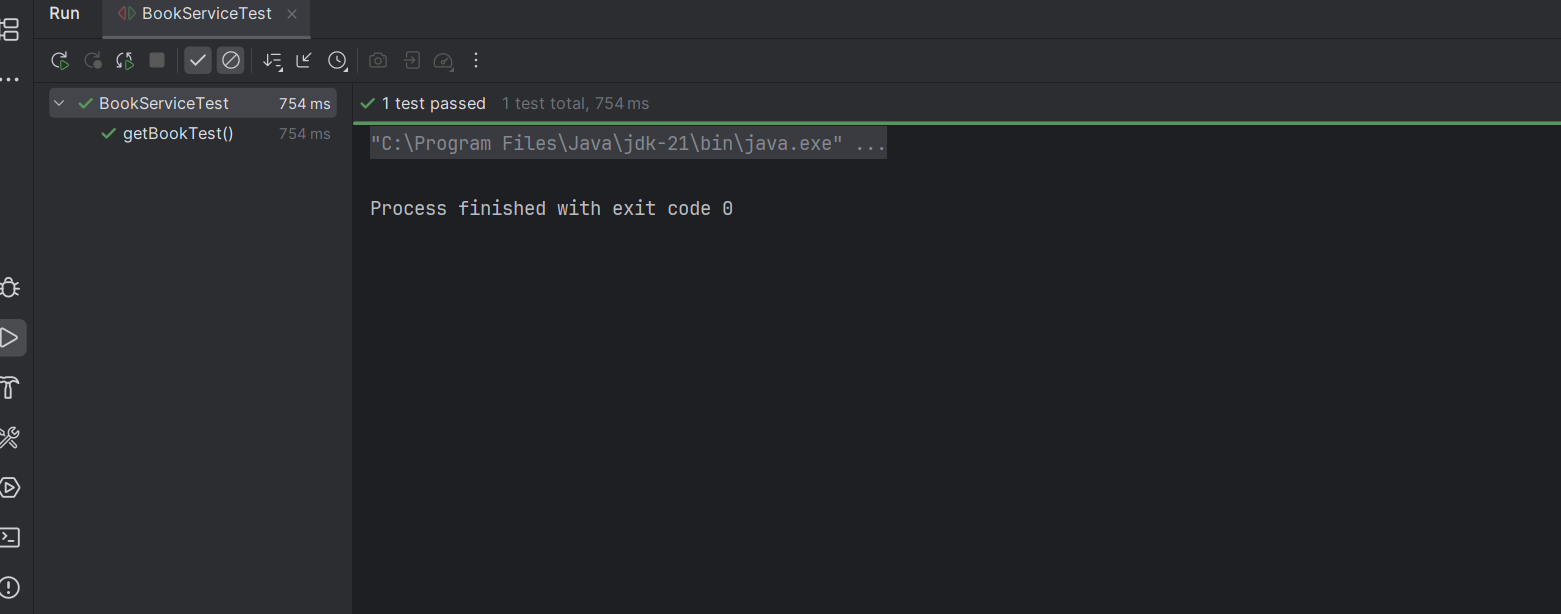 Run BookServiceTest
BookServiceTest 754 ms
getBookTest() 754 ms
1 test passed 1 test total, 754 ms
"C:\Program Files\Java\jdk-21\bin\java.exe" ...
Process finished with exit code 0